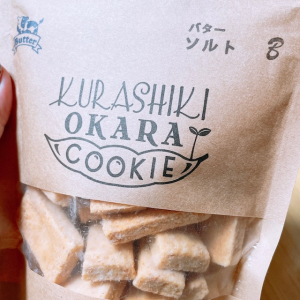 Butter
バター
ソルト
B
KURASHIKI
OKARA
COOKIE